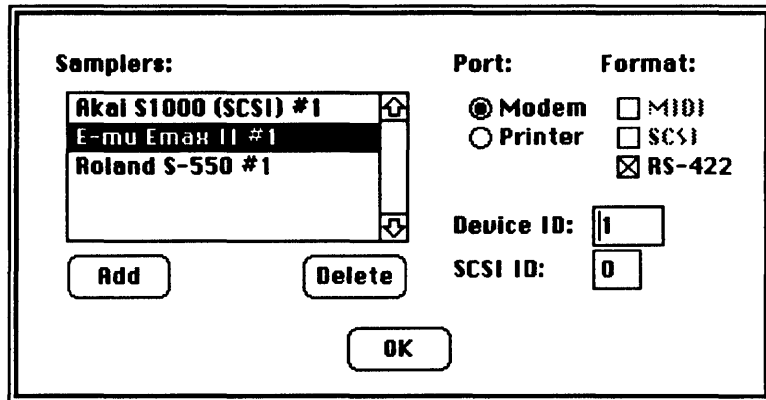 Samplers:
Akai S1000 (SCSI) #1
E-mu Emax II #1
Roland S-550 #1
Add
Delete
Port:
Modem
Printer
Format:
MIDI
SCSI
RS-422
Device ID: 1
SCSI ID: 0
OK